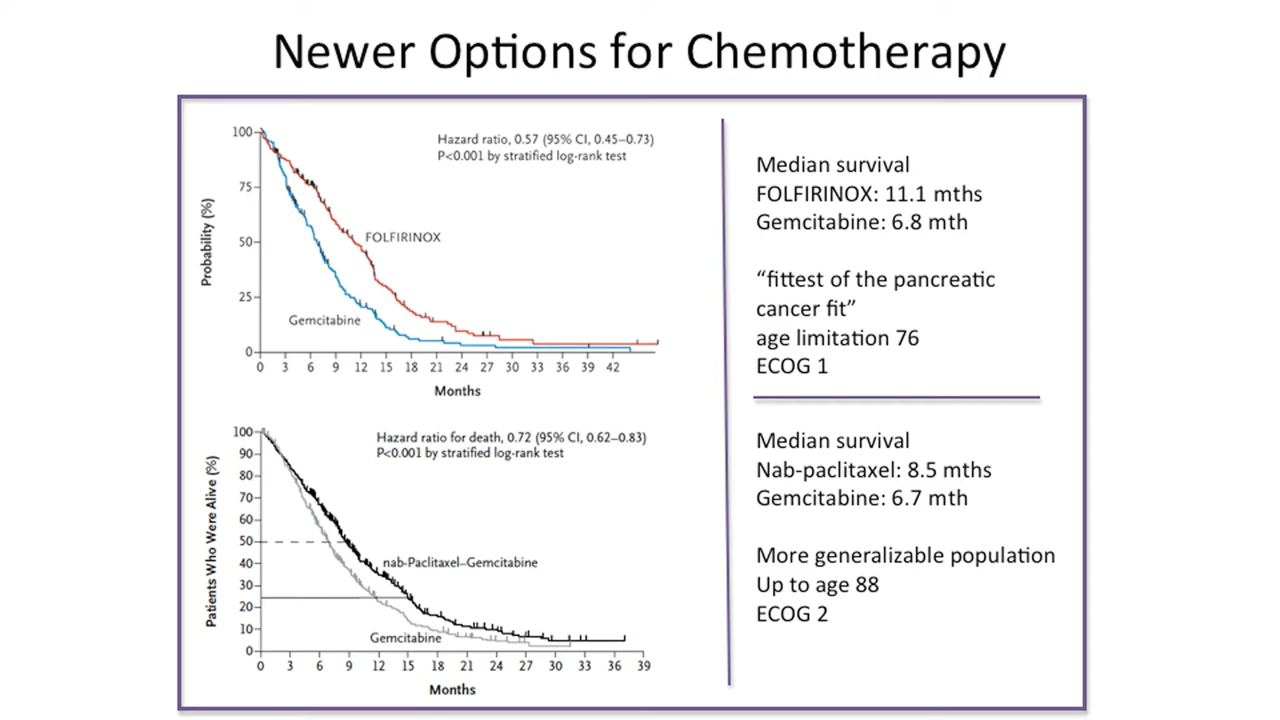 Newer Options for Chemotherapy
Hazard ratio, 0.57 (95% CI, 0.45–0.73)
P<0.001 by stratified log-rank test
Probability (%)
100
75
50
25
0
FOLFIRINOX
Gemcitabine
0 3 6 9 12 15 18 21 24 27 30 33 36 39 42
Months
Median survival
FOLFIRINOX: 11.1 mths
Gemcitabine: 6.8 mth
“fittest of the pancreatic
cancer fit”
age limitation 76
ECOG 1
Hazard ratio for death, 0.72 (95% CI, 0.62–0.83)
P<0.001 by stratified log-rank test
Patients Who Were Alive (%)
100
90
80
70
60
50
40
30
20
10
0
nab-Paclitaxel–Gemcitabine
Gemcitabine
0 3 6 9 12 15 18 21 24 27 30 33 36 39
Months
Median survival
Nab-paclitaxel: 8.5 mths
Gemcitabine: 6.7 mth
More generalizable population
Up to age 88
ECOG 2